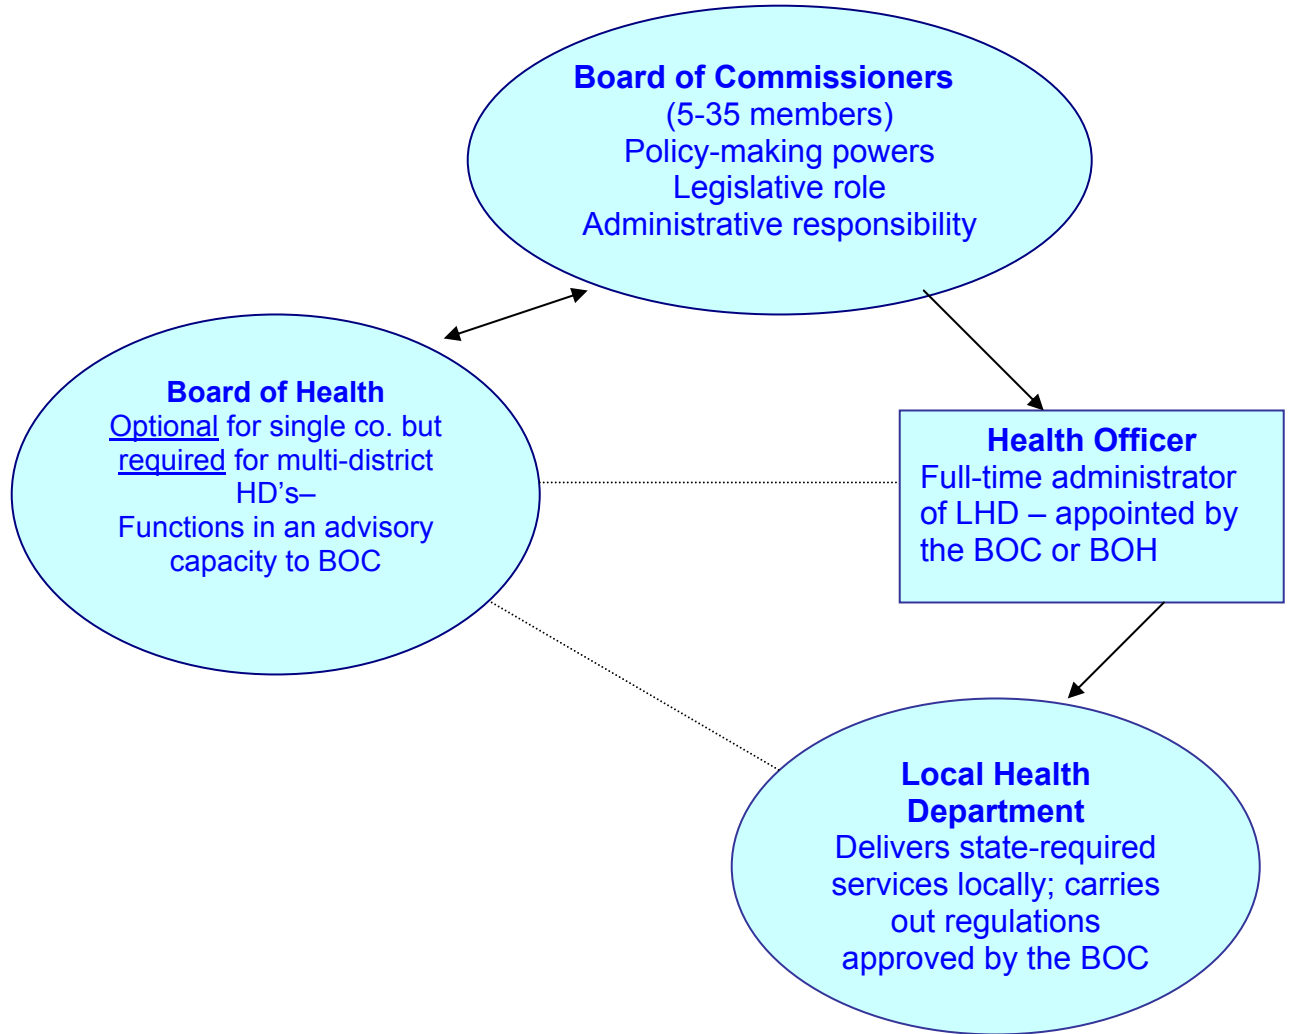 Board of Commissioners
(5-35 members)
Policy-making powers
Legislative role
Administrative responsibility
Board of Health
Optional for single co. but
required for multi-district
HD’s–
Functions in an advisory
capacity to BOC
Health Officer
Full-time administrator
of LHD – appointed by
the BOC or BOH
Local Health
Department
Delivers state-required
services locally; carries
out regulations
approved by the BOC